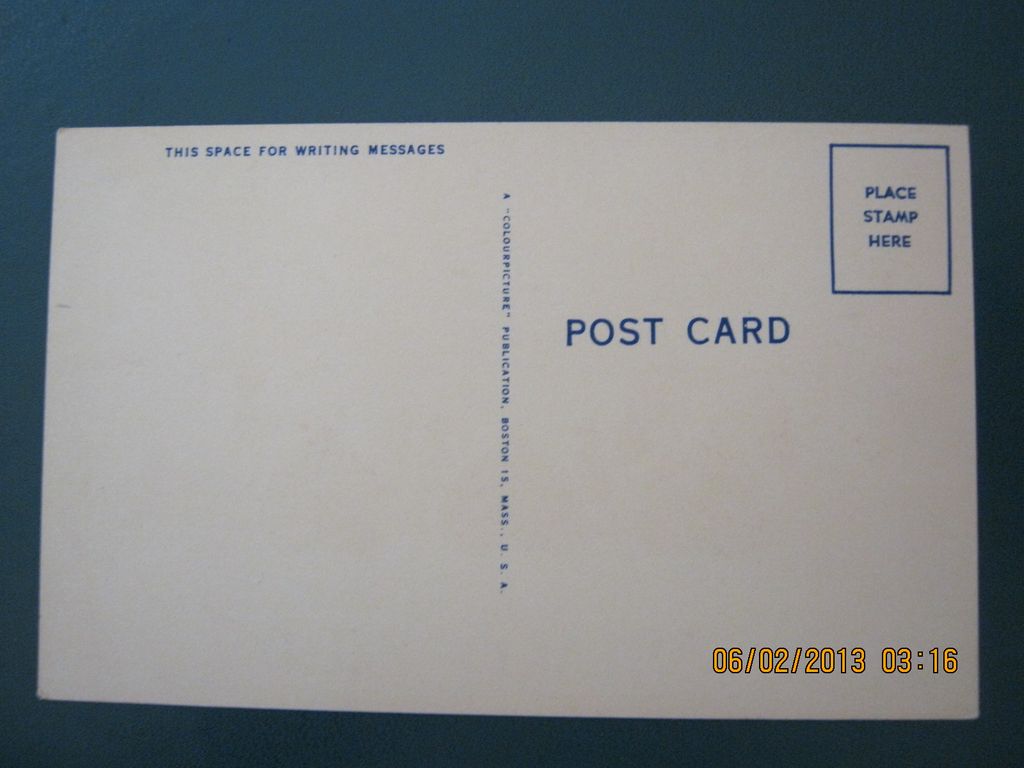 THIS SPACE FOR WRITING MESSAGES
A "COLOURPICTURE" PUBLICATION, BOSTON 15, MASS., U. S. A.
PLACE
STAMP
HERE
POST CARD
06/02/2013 03:16